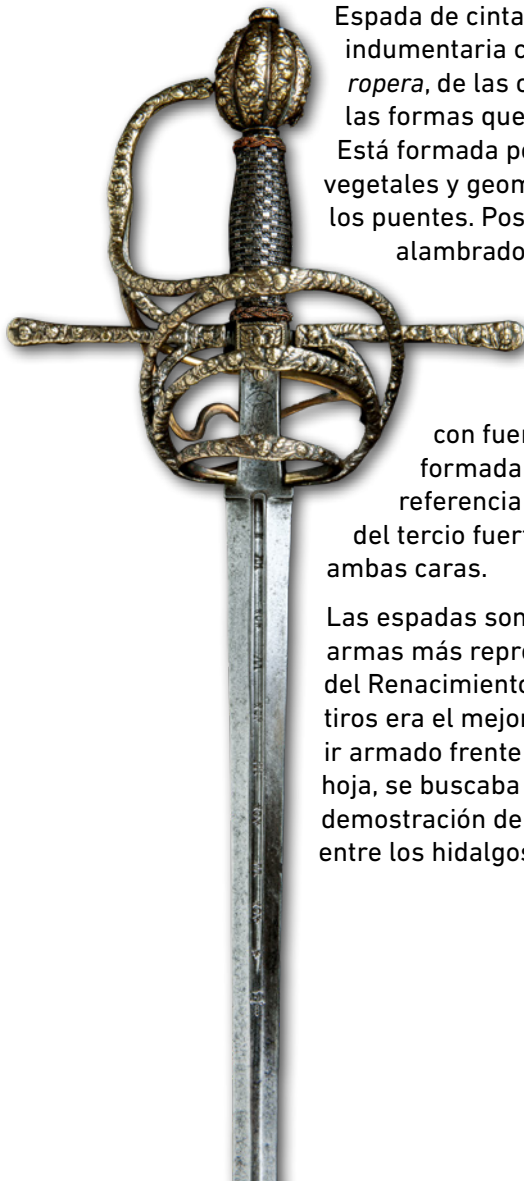 Espada de cinta
indumentaria c
ropera, de las c
las formas que
Está formada po
vegetales y geom
los puentes. Pos
alambrado
con fuer
formada
referencia
del tercio fuert
ambas caras.
Las espadas son
armas más repre
del Renacimiento
tiros era el mejor
ir armado frente
hoja, se buscaba
demostración de
entre los hidalgos